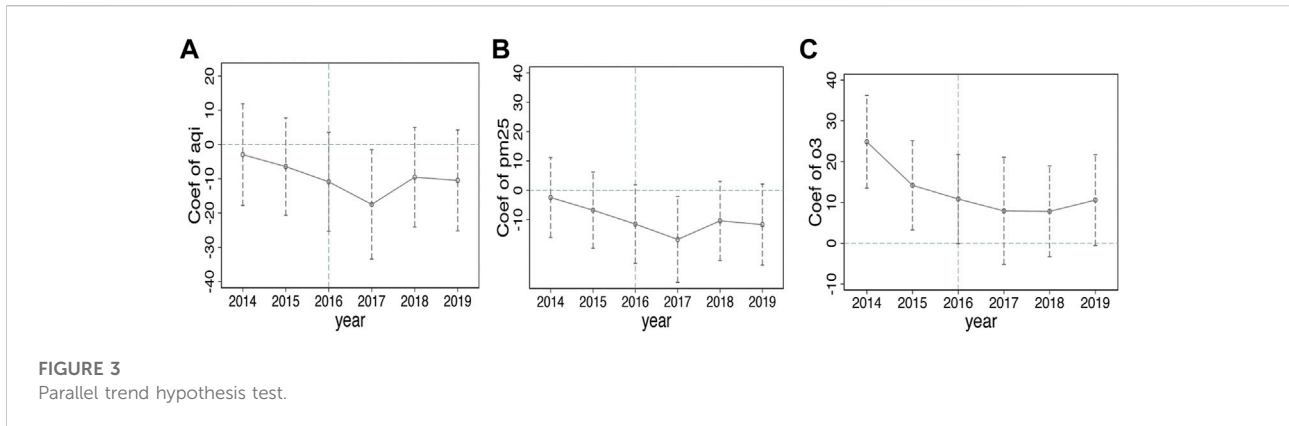 A
Coef of aqi
20
10
0
-10
-20
-30
-40
2014 2015 2016 2017 2018 2019
year
B
Coef of pm25
40
30
20
10
0
-10
2014 2015 2016 2017 2018 2019
year
C
Coef of o3
40
30
20
10
0
-10
2014 2015 2016 2017 2018 2019
year
FIGURE 3
Parallel trend hypothesis test.